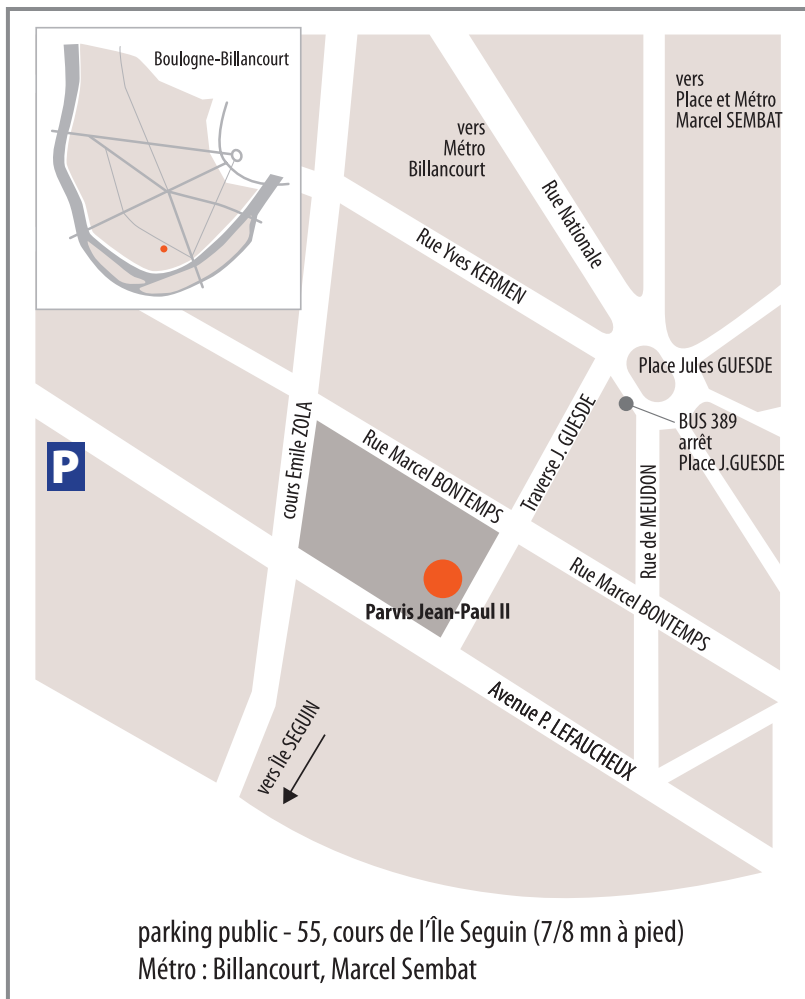 Boulogne-Billancourt
vers
Place et Métro
Marcel SEMBAT
vers
Métro
Billancourt
Rue Nationale
Rue Yves KERMEN
Place Jules GUESDE
BUS 389
arrêt
Place J.GUESDE
cours Emile ZOLA
Rue Marcel BONTEMPS
Traverse J. GUESDE
P
Rue de MEUDON
Rue Marcel BONTEMPS
Parvis Jean-Paul II
Avenue P. LEFAUCHEUX
vers Île SEGUIN
parking public - 55, cours de l'Île Seguin (7/8 mn à pied)
Métro : Billancourt, Marcel Sembat